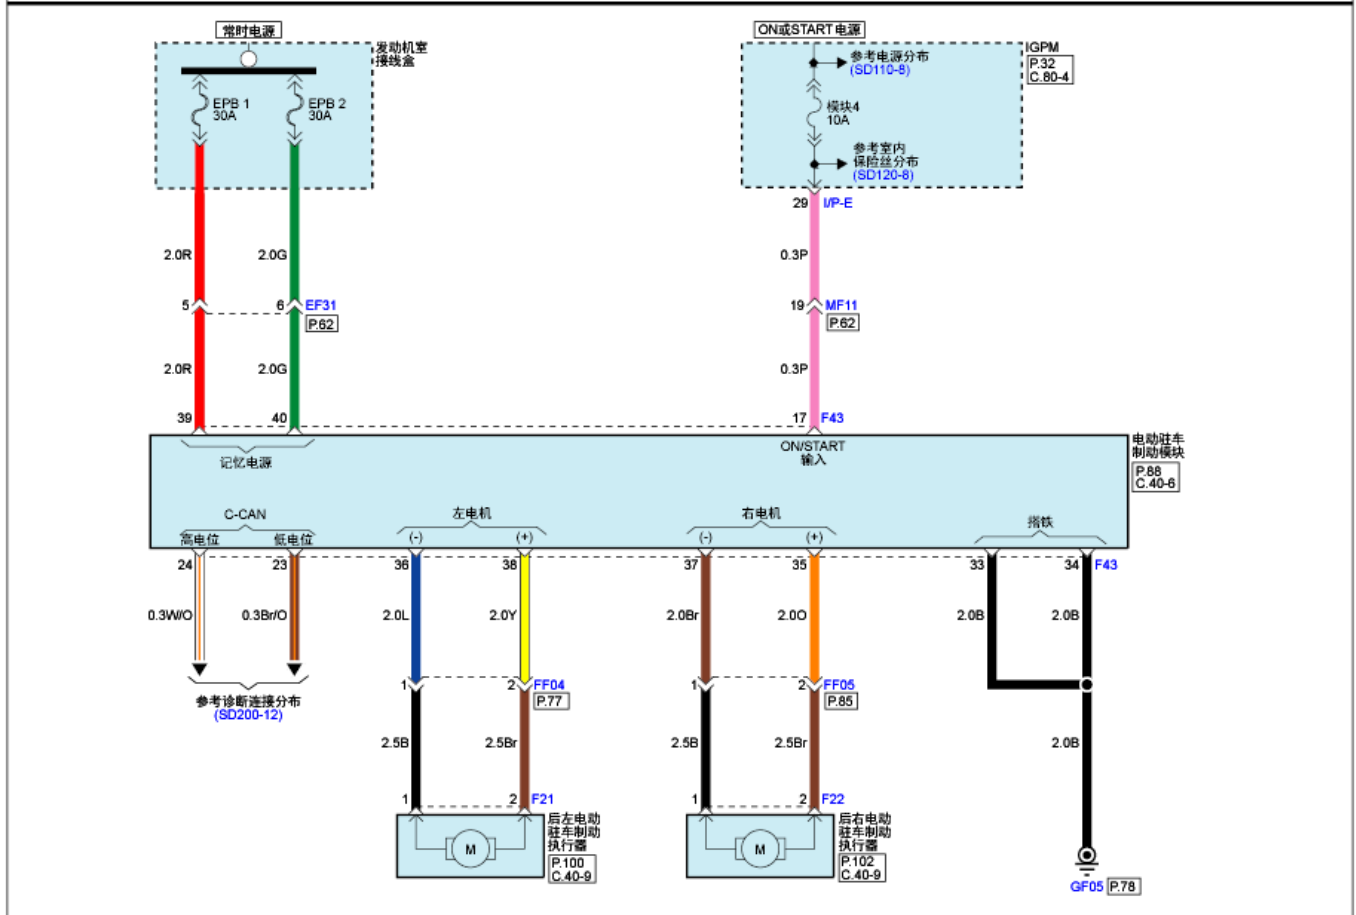 常时电源
ON或START电源
发动机室
接线盒
EPB 1
30A
EPB 2
30A
IGPM
P.32
C.80-4
参考电源分布
(SD110-8)
模块4
10A
参考室内
保险丝分布
(SD120-8)
29 I/P-E
2.0R
2.0G
0.3P
5
6 EF31
P.62
19 MF11
P.62
2.0R
2.0G
0.3P
39
40
17 F43
记忆电源
ON/START
输入
电动驻车
制动模块
P.88
C.40-6
C-CAN
高电位
低电位
左电机
(-)
(+)
右电机
(-)
(+)
搭铁
24
23
36
38
37
35
33
34 F43
0.3W/O
0.3Br/O
2.0L
2.0Y
2.0Br
2.0O
2.0B
2.0B
参考诊断连接分布
(SD200-12)
1
2 FF04
P.77
1
2 FF05
P.85
2.5B
2.5Br
2.5B
2.5Br
2.0B
1
2 F21
1
2 F22
M
后左电动
驻车制动
执行器
P.100
C.40-9
M
后右电动
驻车制动
执行器
P.102
C.40-9
GF05 P.78